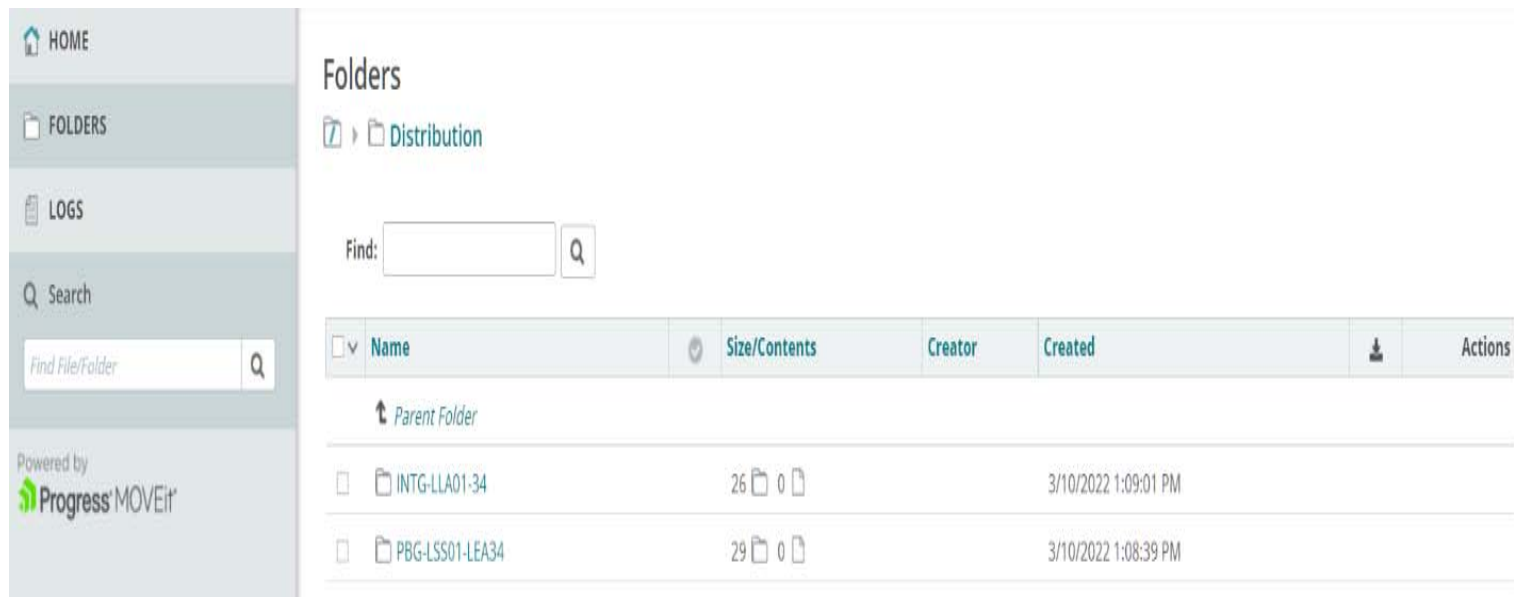 HOME
FOLDERS
LOGS
Search
Find File/Folder
Powered by
Progress MOVEit
Folders
/ Distribution
Find:
Name Size/Contents Creator Created Actions
Parent Folder
INTG-LLA01-34 26 0 3/10/2022 1:09:01 PM
PBG-LSS01-LEA34 29 0 3/10/2022 1:08:39 PM